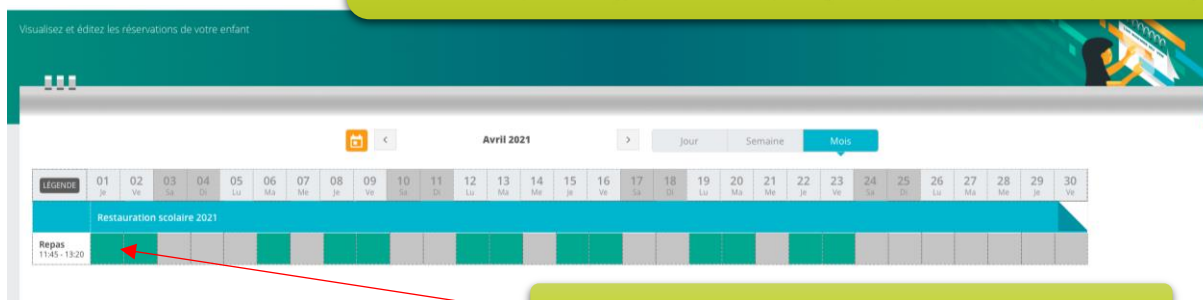 Visualisez et éditez les réservations de votre enfant
Avril 2021
Jour Semaine Mois
LÉGENDE 01 02 03 04 05 06 07 08 09 10 11 12 13 14 15 16 17 18 19 20 21 22 23 24 25 26 27 28 29 30
Je Ve Sa Di Lu Ma Me Je Ve Sa Di Lu Ma Me Je Ve Sa Di Lu Ma Me Je Ve Sa Di Lu Ma Me Je Ve
Restauration scolaire 2021
Repas
11:45 - 13:20